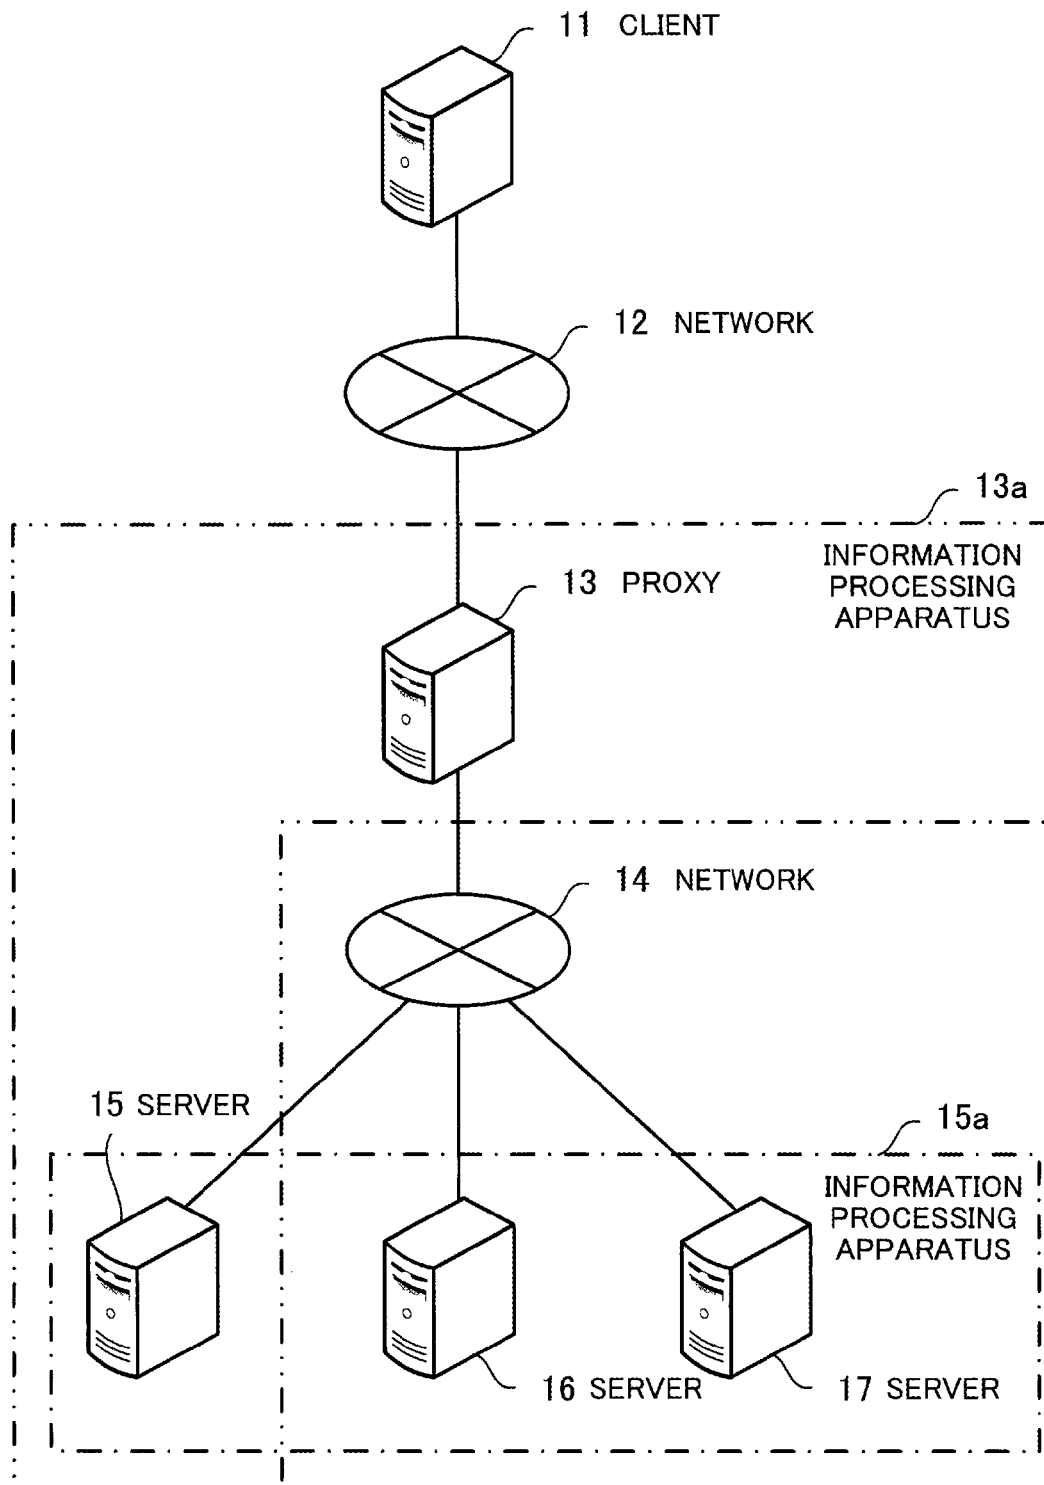 11 CLIENT
12 NETWORK
13a
INFORMATION
PROCESSING
APPARATUS
13 PROXY
14 NETWORK
15 SERVER
15a
INFORMATION
PROCESSING
APPARATUS
16 SERVER
17 SERVER